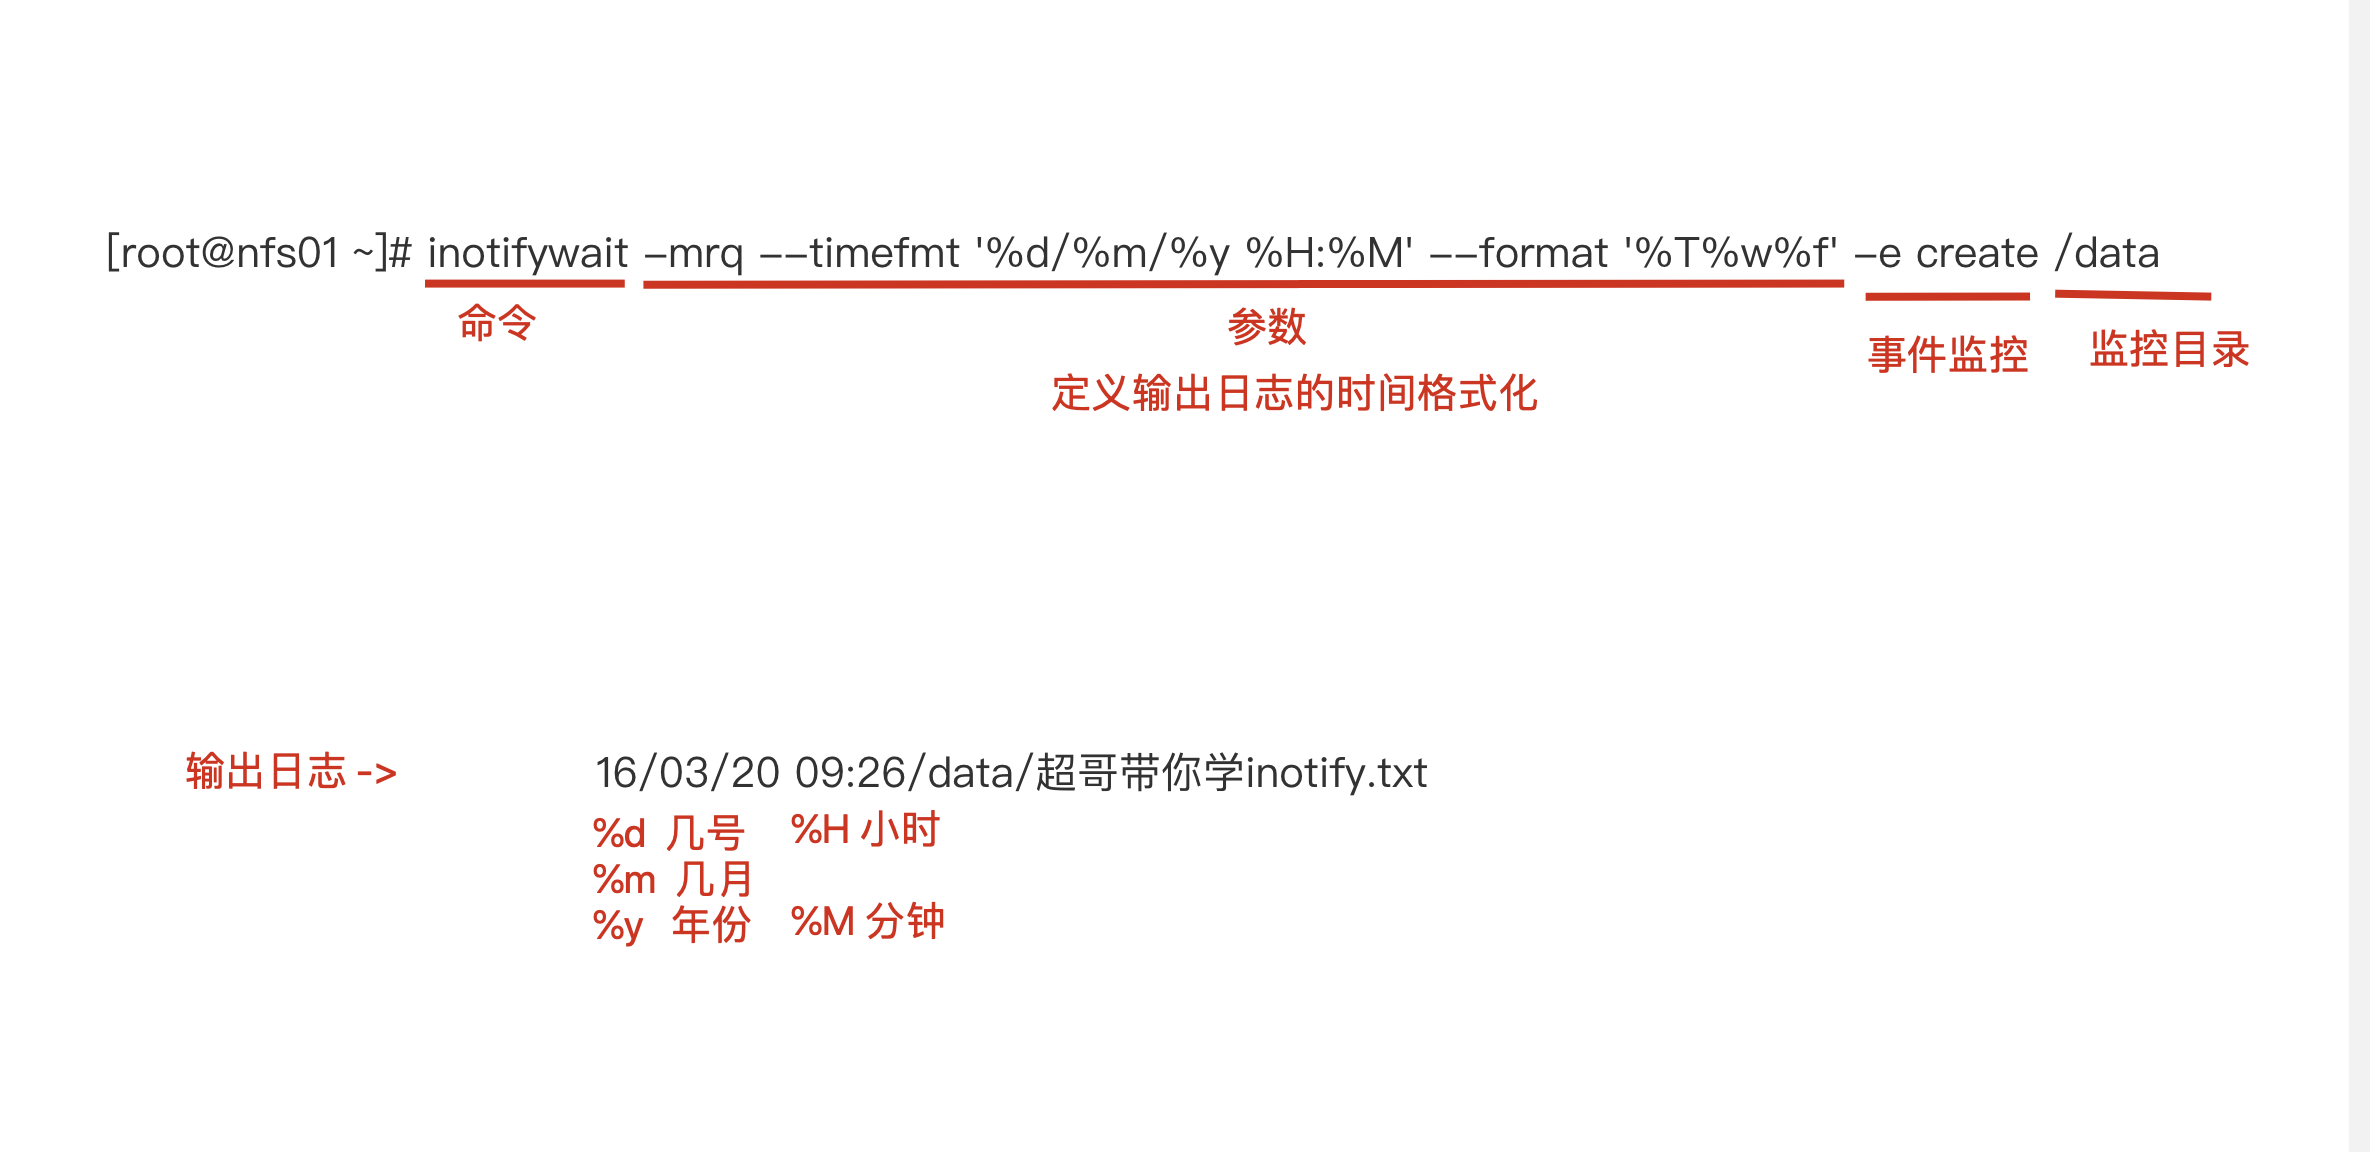 [root@nfs01 ~]# inotifywait –mrq ––timefmt '%d/%m/%y %H:%M' ––format '%T%w%f' –e create /data
命令
参数
事件监控
监控目录
定义输出日志的时间格式化
输出日志 ->
16/03/20 09:26/data/超哥带你学inotify.txt
%d 几号 %H 小时
%m 几月
%y 年份 %M 分钟